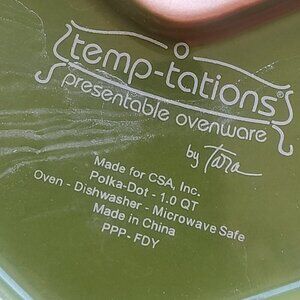 temp-tations®
presentable ovenware
by Tara
Made for CSA, Inc.
Polka-Dot - 1.0 QT
Oven - Dishwasher - Microwave Safe
Made in China
PPP - FDY